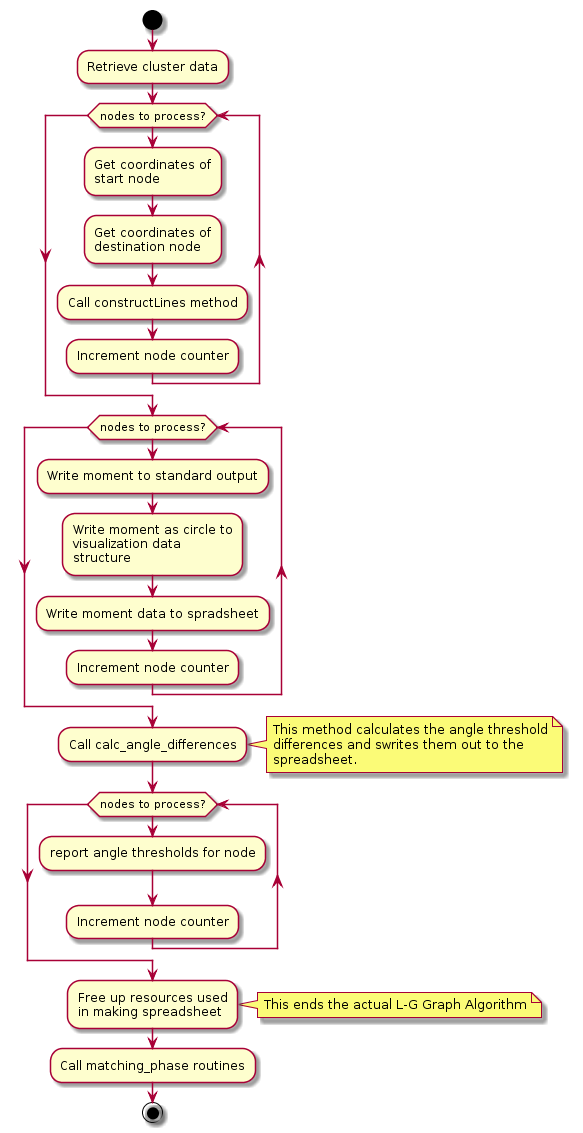 Retrieve cluster data
nodes to process?
Get coordinates of
start node
Get coordinates of
destination node
Call constructLines method
Increment node counter
nodes to process?
Write moment to standard output
Write moment as circle to
visualization data
structure
Write moment data to spradsheet
Increment node counter
Call calc_angle_differences
This method calculates the angle threshold
differences and swrites them out to the
spreadsheet.
nodes to process?
report angle thresholds for node
Increment node counter
Free up resources used
in making spreadsheet
This ends the actual L-G Graph Algorithm
Call matching_phase routines